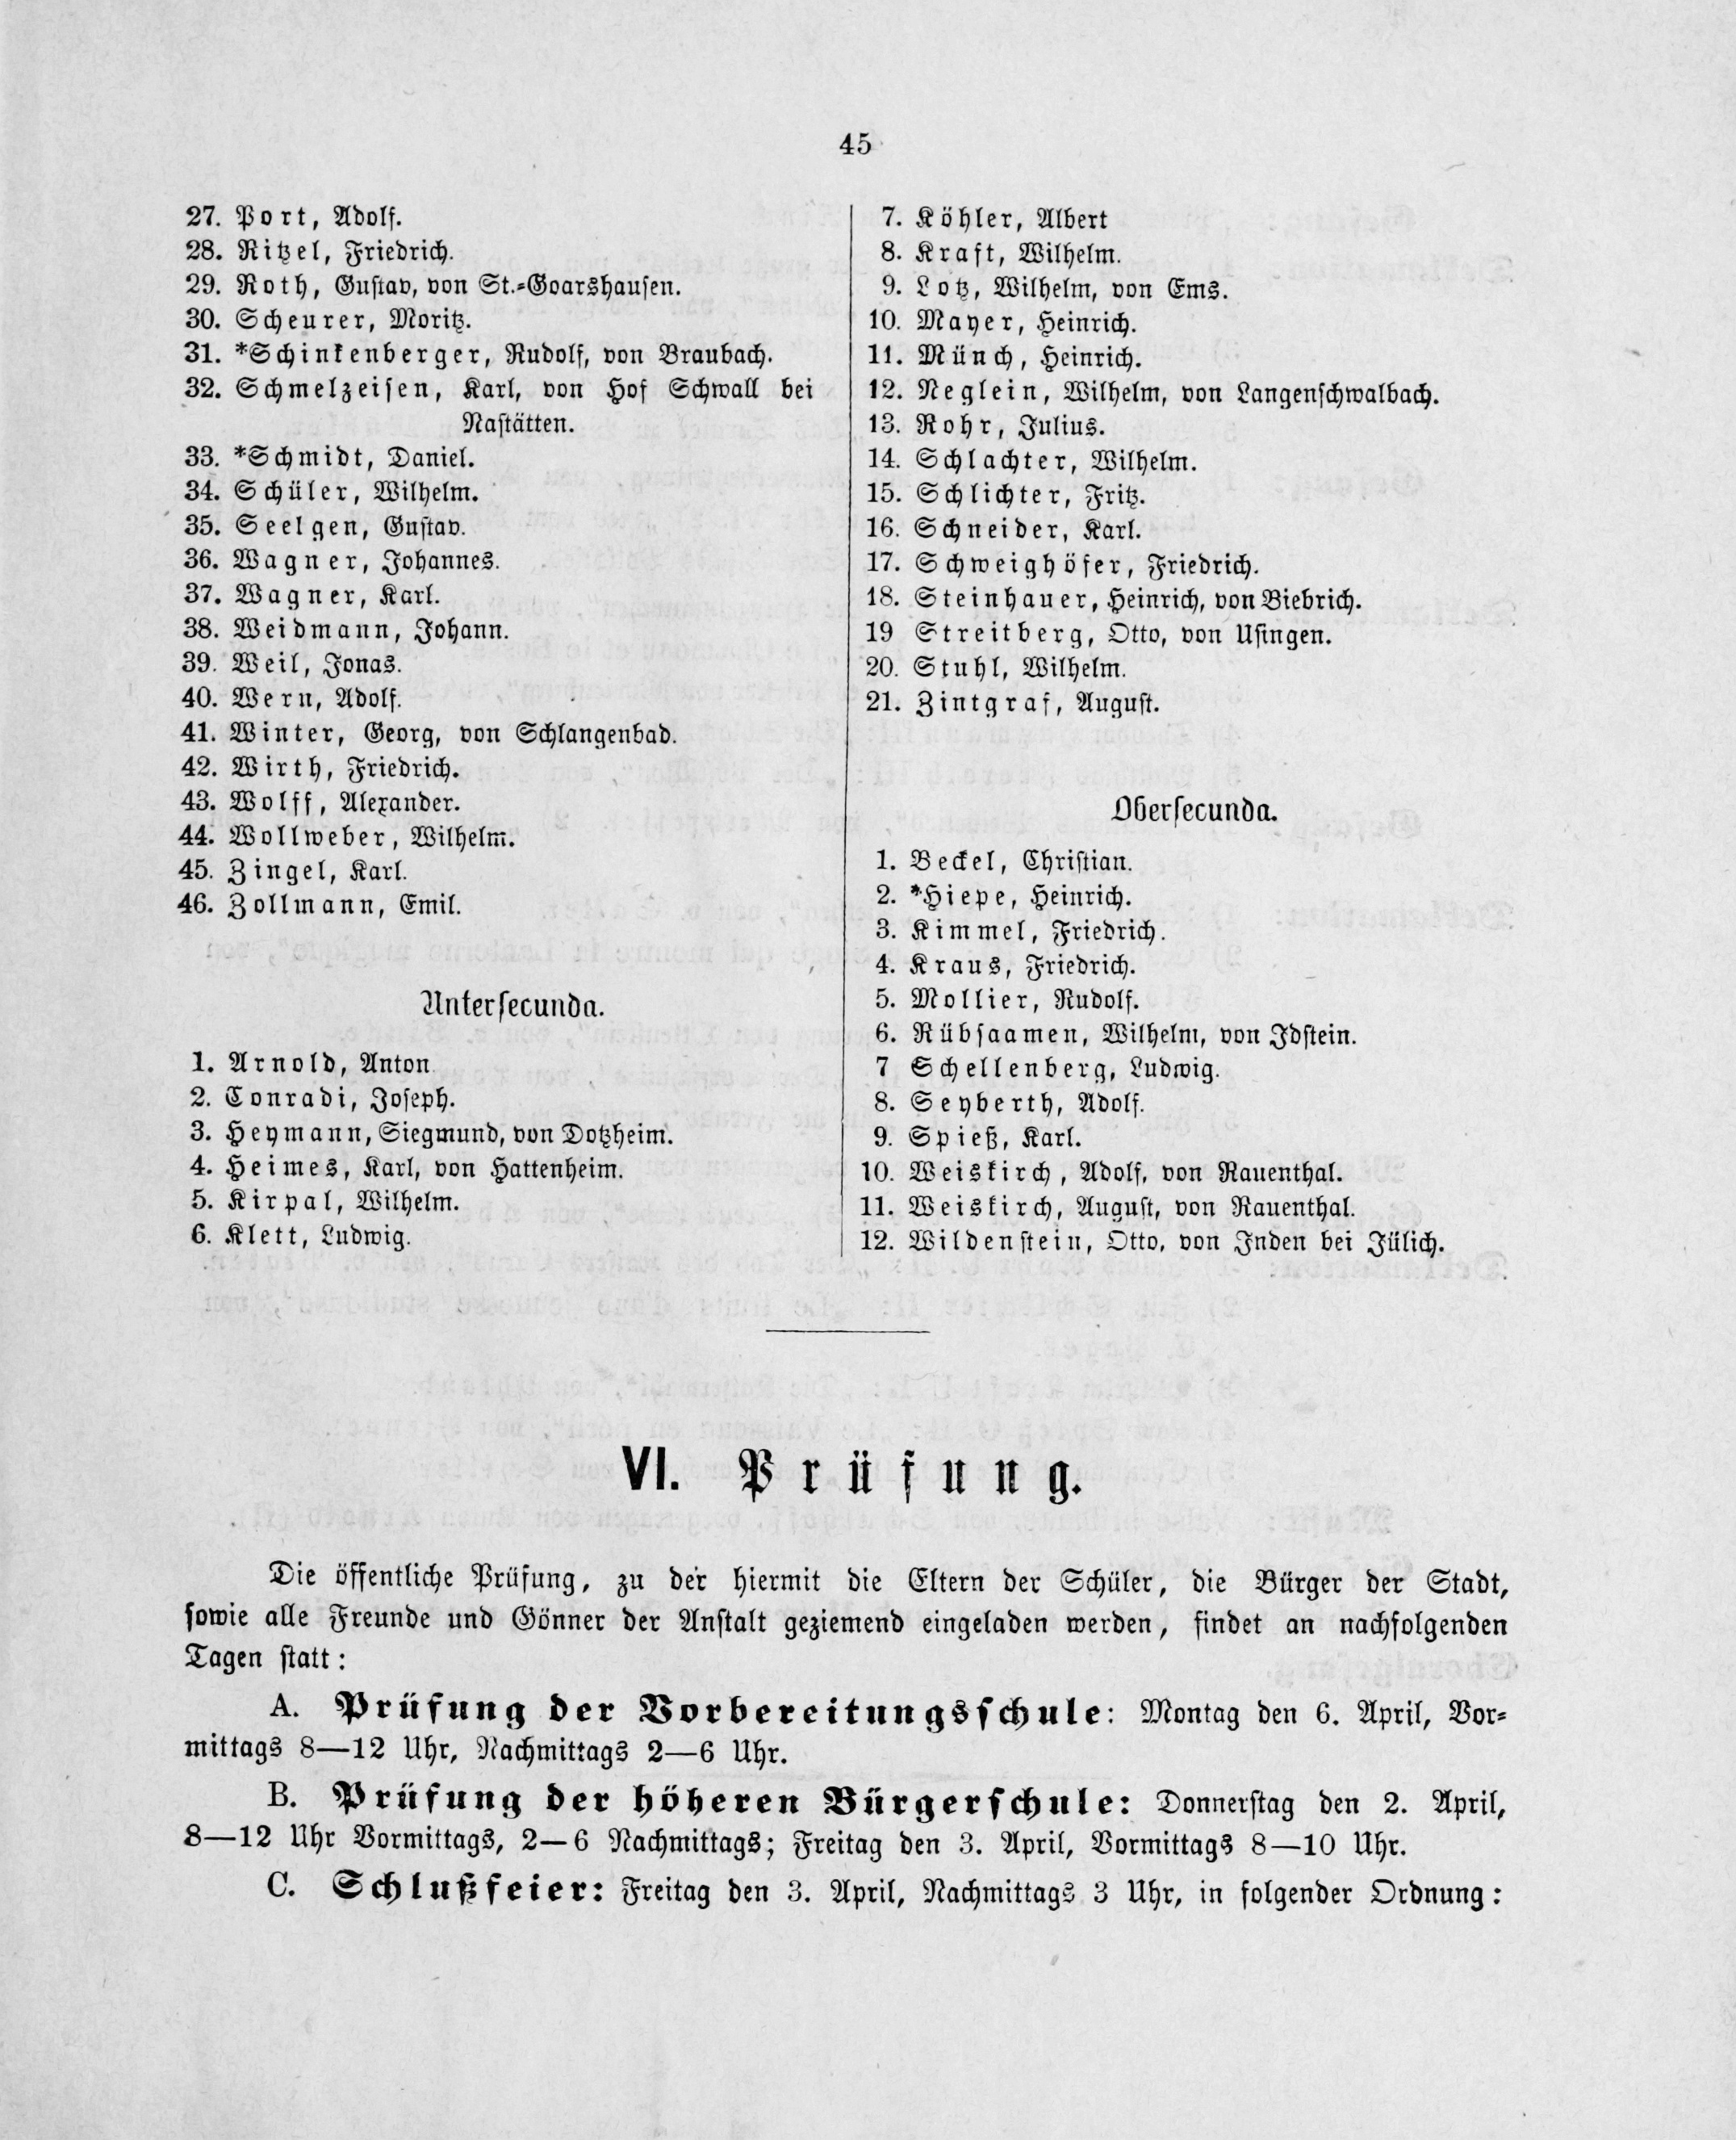 45
27. Port, Adolf.
28. Ritzel, Friedrich.
29. Roth, Gustav, von St.-Goarshausen.
30. Scheurer, Moritz.
31. *Schinkenberger, Rudolf, von Braubach.
32. Schmelzeisen, Karl, von Hof Schwall bei
Nastätten.
33. *Schmidt, Daniel.
34. Schüler, Wilhelm.
35. Seelgen, Gustav.
36. Wagner, Johannes.
37. Wagner, Karl.
38. Weidmann, Johann.
39. Weil, Jonas.
40. Wern, Adolf.
41. Winter, Georg, von Schlangenbad.
42. Wirth, Friedrich.
43. Wolff, Alexander.
44. Wollweber, Wilhelm.
45. Zingel, Karl.
46. Zollmann, Emil.
Untersecunda.
1. Arnold, Anton
2. Conradi, Joseph.
3. Heymann, Siegmund, von Dotzheim.
4. Heimes, Karl, von Hattenheim.
5. Kirpal, Wilhelm.
6. Klett, Ludwig.
7. Köhler, Albert
8. Kraft, Wilhelm.
9. Lotz, Wilhelm, von Ems.
10. Mayer, Heinrich.
11. Münch, Heinrich.
12. Neglein, Wilhelm, von Langenschwalbach.
13. Rohr, Julius.
14. Schlachter, Wilhelm.
15. Schlichter, Fritz.
16. Schneider, Karl.
17. Schweighöfer, Friedrich.
18. Steinhauer, Heinrich, von Biebrich.
19 Streitberg, Otto, von Usingen.
20. Stuhl, Wilhelm.
21. Zintgraf, August.
Obersecunda.
1. Beckel, Christian.
2. *Hiepe, Heinrich.
3. Kimmel, Friedrich.
4. Kraus, Friedrich.
5. Mollier, Rudolf.
6. Rübsaamen, Wilhelm, von Idstein.
7 Schellenberg, Ludwig.
8. Seyberth, Adolf.
9. Spieß, Karl.
10. Weiskirch, Adolf, von Rauenthal.
11. Weiskirch, August, von Rauenthal.
12. Wildenstein, Otto, von Inden bei Jülich.
VI. Prüfung.
Die öffentliche Prüfung, zu der hiermit die Eltern der Schüler, die Bürger der Stadt,
sowie alle Freunde und Gönner der Anstalt geziemend eingeladen werden, findet an nachfolgenden
Tagen statt:
A. Prüfung der Vorbereitungsschule: Montag den 6. April, Vor-
mittags 8—12 Uhr, Nachmittags 2—6 Uhr.
B. Prüfung der höheren Bürgerschule: Donnerstag den 2. April,
8—12 Uhr Vormittags, 2—6 Nachmittags; Freitag den 3. April, Vormittags 8—10 Uhr.
C. Schlußfeier: Freitag den 3. April, Nachmittags 3 Uhr, in folgender Ordnung: